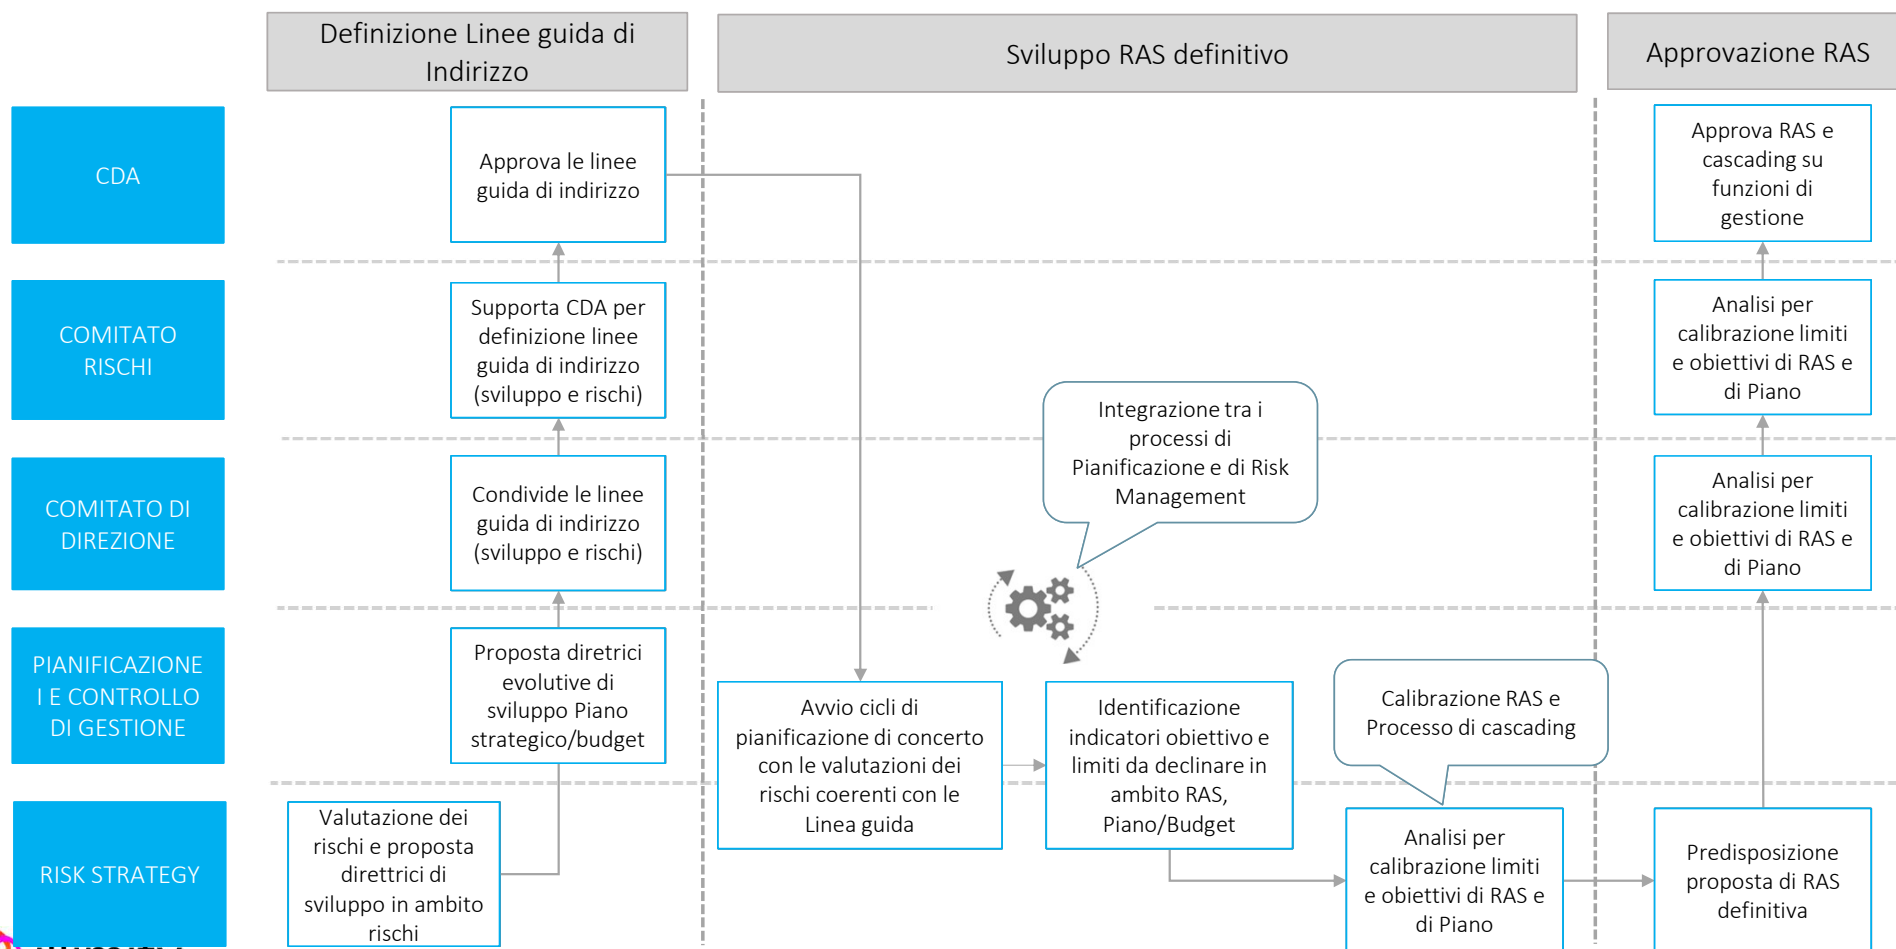 Definizione Linee guida di
Indirizzo
Sviluppo RAS definitivo
Approvazione RAS
CDA
Approva le linee
guida di indirizzo
Approva RAS e
cascading su
funzioni di
gestione
COMITATO
RISCHI
Supporta CDA per
definizione linee
guida di indirizzo
(sviluppo e rischi)
Analisi per
calibrazione limiti
e obiettivi di RAS e
di Piano
Integrazione tra i
processi di
Pianificazione e di Risk
Management
COMITATO DI
DIREZIONE
Condivide le linee
guida di indirizzo
(sviluppo e rischi)
Analisi per
calibrazione limiti
e obiettivi di RAS e
di Piano
PIANIFICAZIONE
I E CONTROLLO
DI GESTIONE
Proposta diretrici
evolutive di
sviluppo Piano
strategico/budget
Avvio cicli di
pianificazione di concerto
con le valutazioni dei
rischi coerenti con le
Linea guida
Identificazione
indicatori obiettivo e
limiti da declinare in
ambito RAS,
Piano/Budget
Calibrazione RAS e
Processo di cascading
RISK STRATEGY
Valutazione dei
rischi e proposta
direttrici di
sviluppo in ambito
rischi
Analisi per
calibrazione limiti
e obiettivi di RAS e
di Piano
Predisposizione
proposta di RAS
definitiva